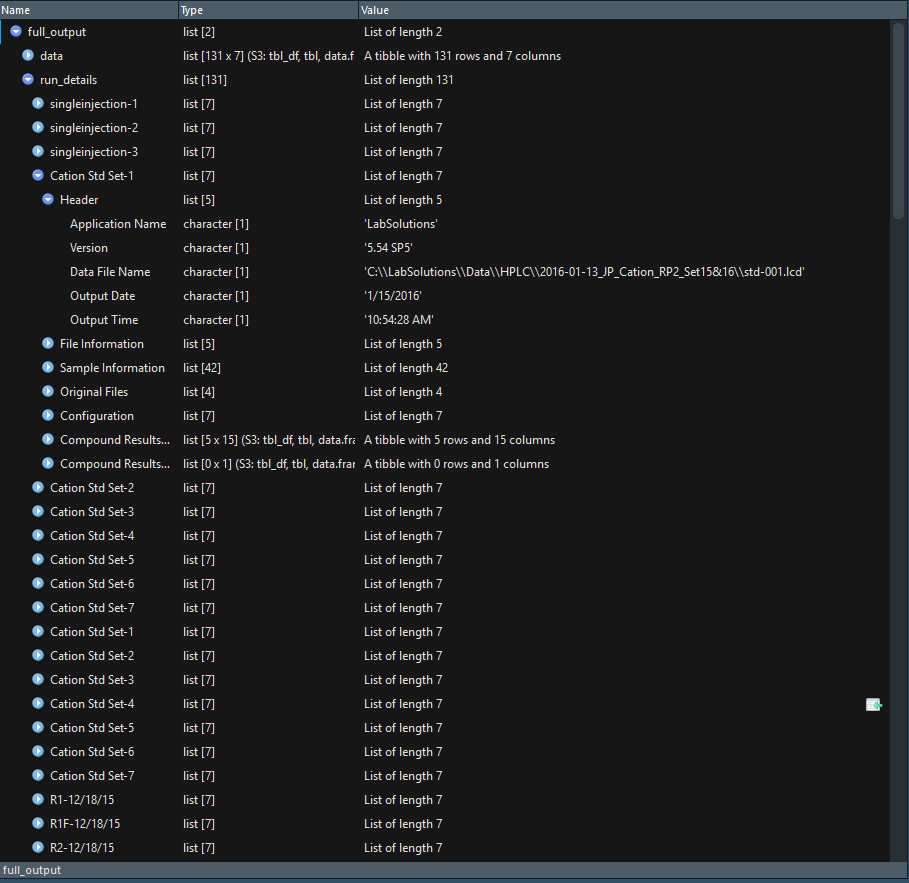 Name Type Value
full_output list [2] List of length 2
data list [131 x 7] (S3: tbl_df, tbl, data.f A tibble with 131 rows and 7 columns
run_details list [131] List of length 131
singleinjection-1 list [7] List of length 7
singleinjection-2 list [7] List of length 7
singleinjection-3 list [7] List of length 7
Cation Std Set-1 list [7] List of length 7
Header list [5] List of length 5
Application Name character [1] 'LabSolutions'
Version character [1] '5.54 SP5'
Data File Name character [1] 'C:\\LabSolutions\\Data\\HPLC\\2016-01-13_JP_Cation_RP2_Set15&16\\std-001.lcd'
Output Date character [1] '1/15/2016'
Output Time character [1] '10:54:28 AM'
File Information list [5] List of length 5
Sample Information list [42] List of length 42
Original Files list [4] List of length 4
Configuration list [7] List of length 7
Compound Results... list [5 x 15] (S3: tbl_df, tbl, data.fra A tibble with 5 rows and 15 columns
Compound Results... list [0 x 1] (S3: tbl_df, tbl, data.fran A tibble with 0 rows and 1 columns
Cation Std Set-2 list [7] List of length 7
Cation Std Set-3 list [7] List of length 7
Cation Std Set-4 list [7] List of length 7
Cation Std Set-5 list [7] List of length 7
Cation Std Set-6 list [7] List of length 7
Cation Std Set-7 list [7] List of length 7
Cation Std Set-1 list [7] List of length 7
Cation Std Set-2 list [7] List of length 7
Cation Std Set-3 list [7] List of length 7
Cation Std Set-4 list [7] List of length 7
Cation Std Set-5 list [7] List of length 7
Cation Std Set-6 list [7] List of length 7
Cation Std Set-7 list [7] List of length 7
R1-12/18/15 list [7] List of length 7
R1F-12/18/15 list [7] List of length 7
R2-12/18/15 list [7] List of length 7
full_output